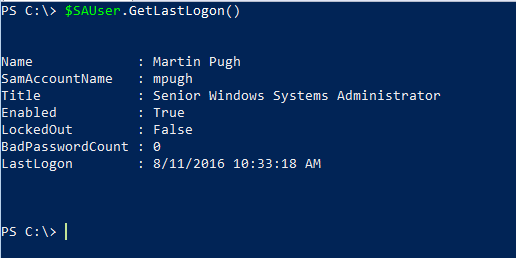 PS C:\> $SAUser.GetLastLogon()
Name : Martin Pugh
SamAccountName : mpugh
Title : Senior Windows Systems Administrator
Enabled : True
LockedOut : False
BadPasswordCount : 0
LastLogon : 8/11/2016 10:33:18 AM
PS C:\>